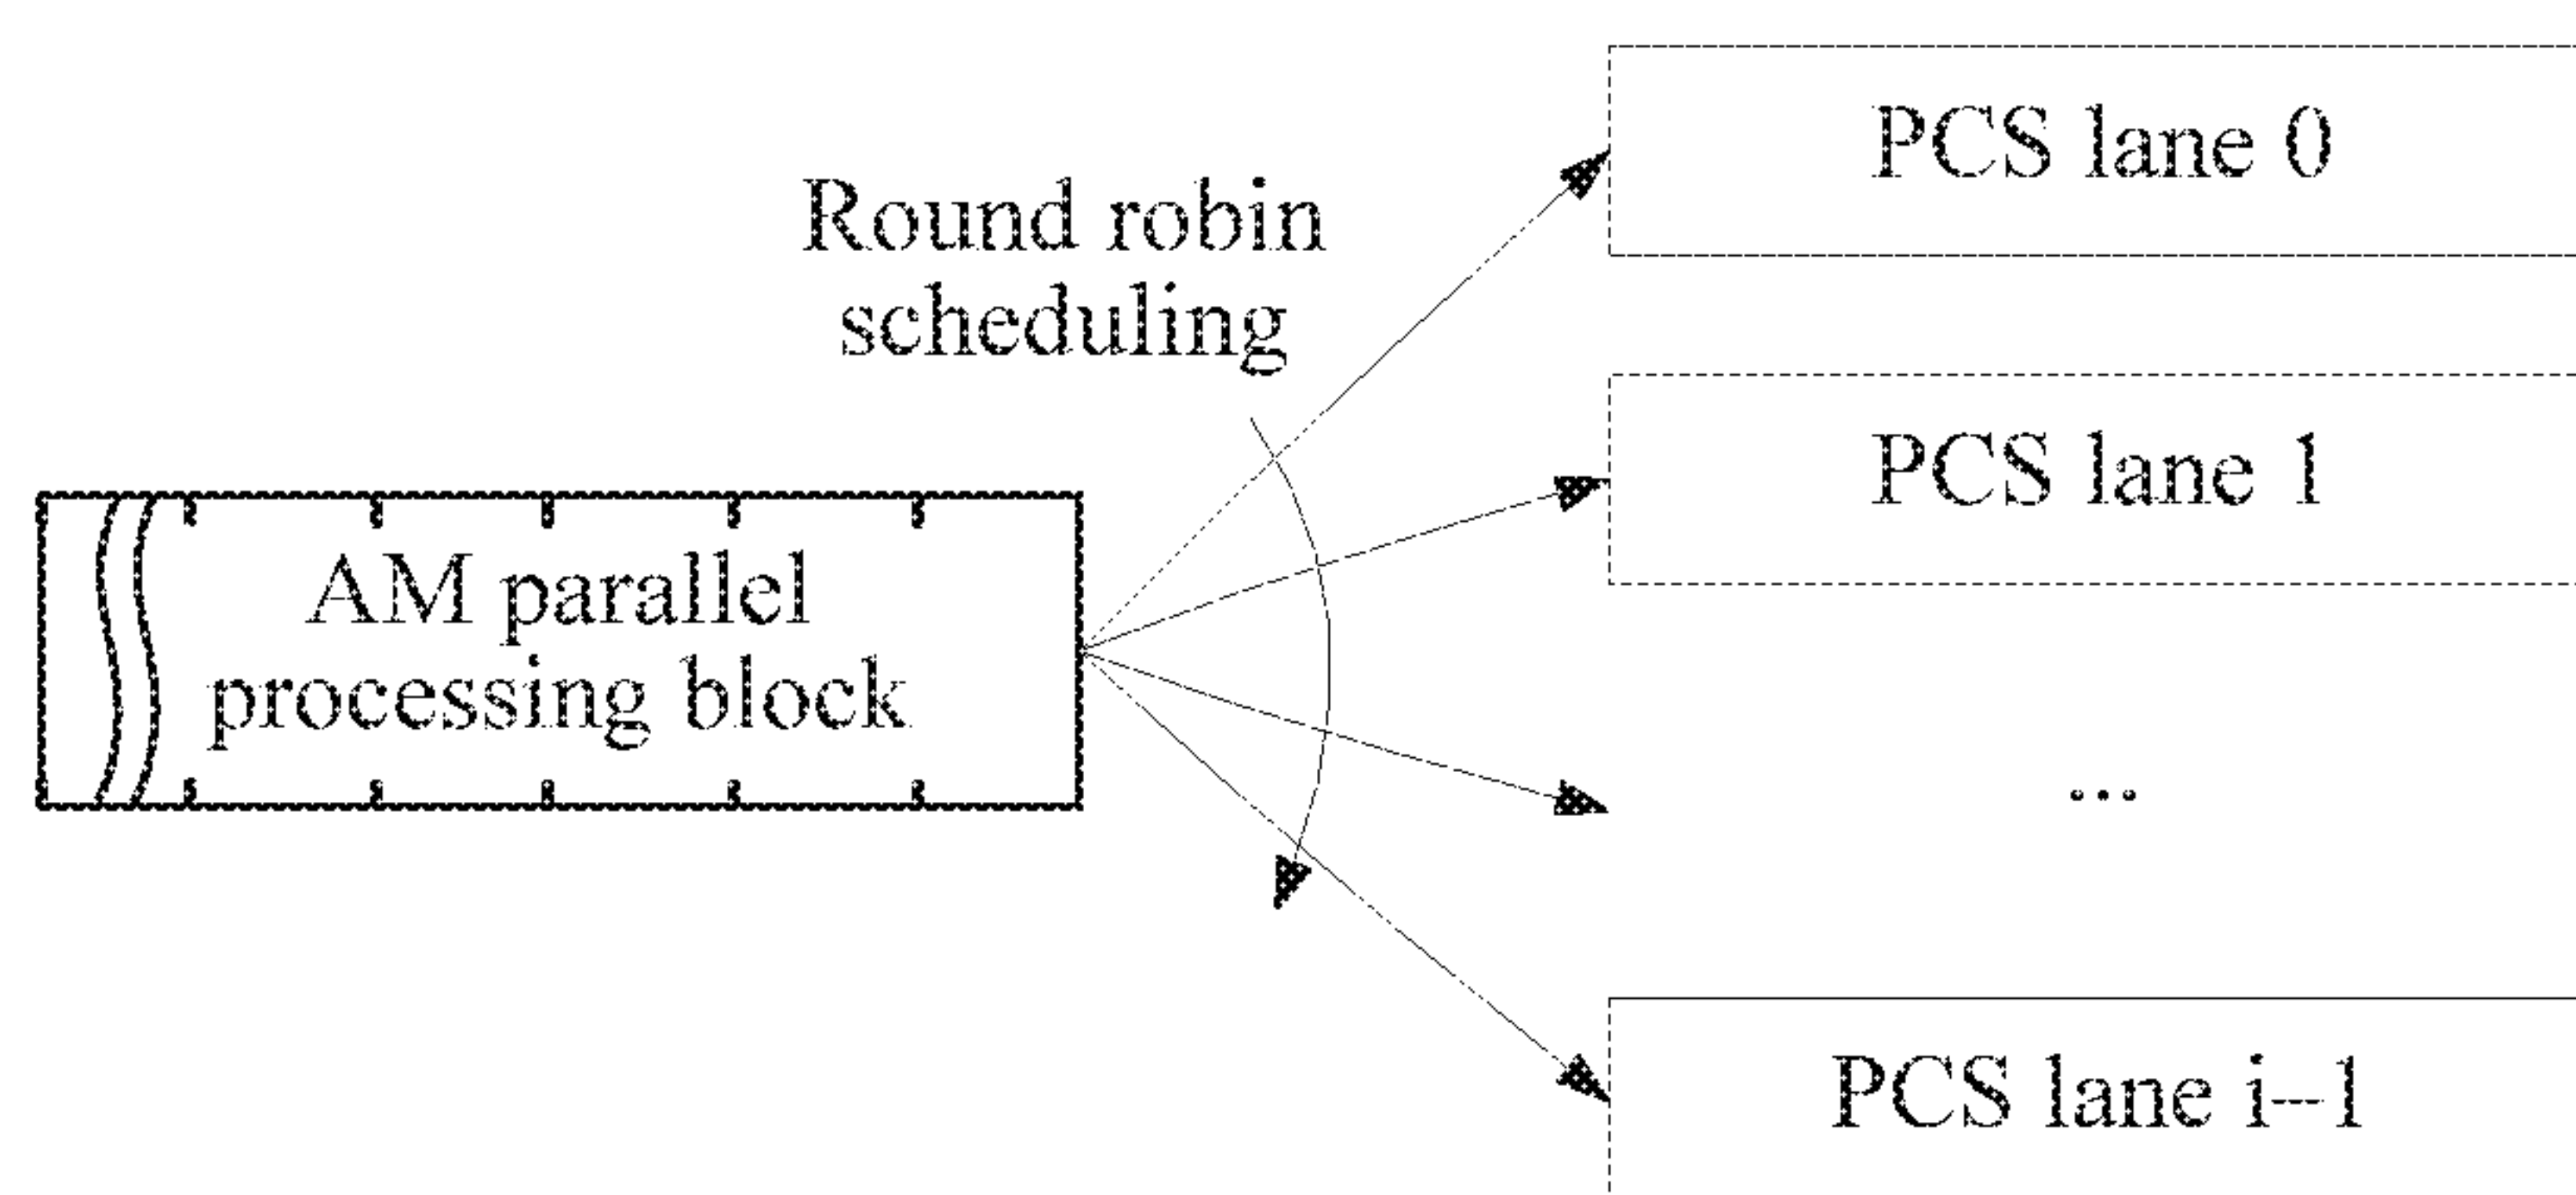 Round robin
scheduling
AM parallel
processing block
PCS lane 0
PCS lane 1
...
PCS lane i-1